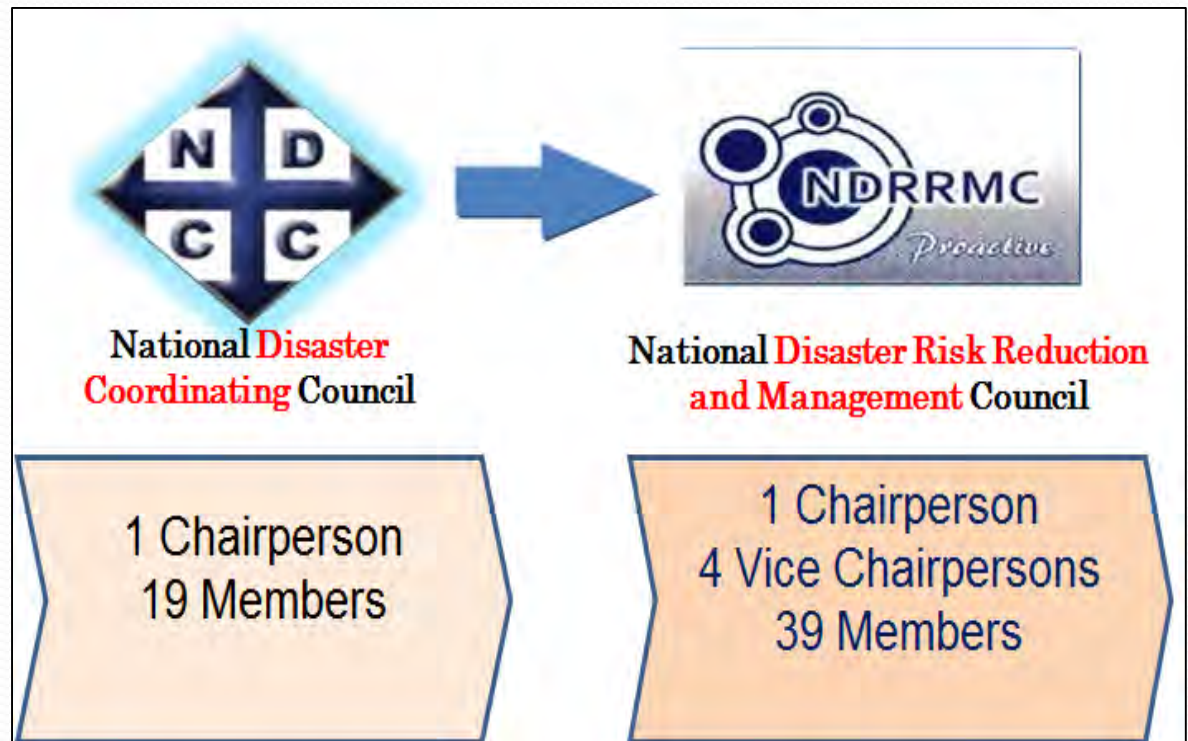 N D
C C
NDRRMC
Proactive
National Disaster
Coordinating Council
National Disaster Risk Reduction
and Management Council
1 Chairperson
19 Members
1 Chairperson
4 Vice Chairpersons
39 Members